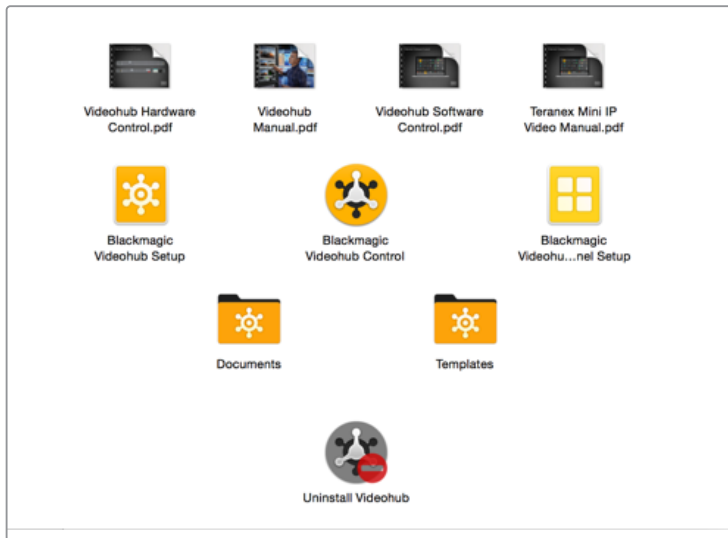 Videohub Hardware
Control.pdf
Videohub
Manual.pdf
Videohub Software
Control.pdf
Teranex Mini IP
Video Manual.pdf
Blackmagic
Videohub Setup
Blackmagic
Videohub Control
Blackmagic
Videohu...nel Setup
Documents
Templates
Uninstall Videohub